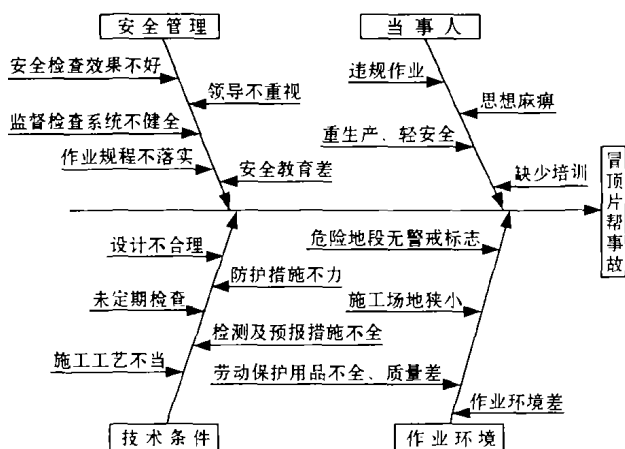 安全管理
当事人
安全检查效果不好
违规作业
领导不重视
思想麻痹
监督检查系统不健全
重生产、轻安全
作业规程不落实
安全教育差
缺少培训
冒顶片帮事故
设计不合理
危险地段无警戒标志
防护措施不力
未定期检查
施工场地狭小
检测及预报措施不全
施工工艺不当
劳动保护用品不全、质量差
作业环境差
技术条件
作业环境